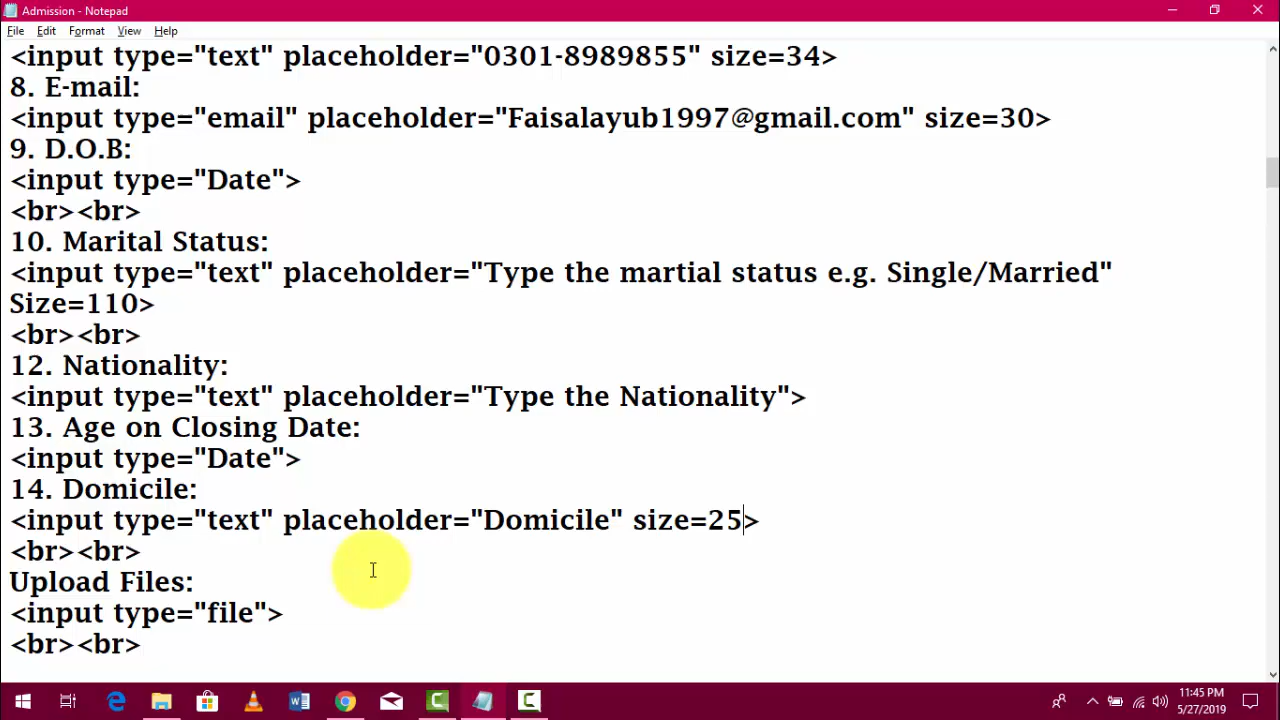 Admission - Notepad
File Edit Format View Help
<input type="text" placeholder="0301-8989855" size=34>
8. E-mail:
<input type="email" placeholder="Faisalayub1997@gmail.com" size=30>
9. D.O.B:
<input type="Date">
<br><br>
10. Marital Status:
<input type="text" placeholder="Type the martial status e.g. Single/Married"
Size=110>
<br><br>
12. Nationality:
<input type="text" placeholder="Type the Nationality">
13. Age on Closing Date:
<input type="Date">
14. Domicile:
<input type="text" placeholder="Domicile" size=25>
<br><br>
Upload Files:
<input type="file">
<br><br>
11:45 PM
5/27/2019